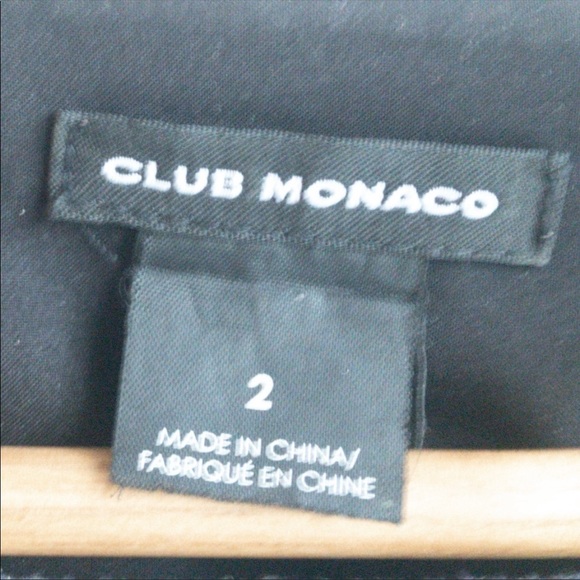 CLUB MONACO
2
MADE IN CHINA/
FABRIQUÉ EN CHINE